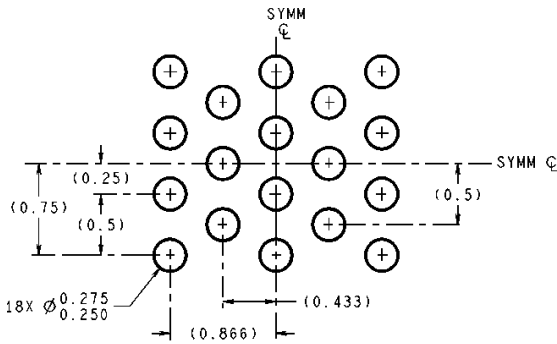 SYMM
℄
SYMM ℄
(0.25)
(0.75)
(0.5)
(0.5)
18X Ø 0.275
0.250
(0.433)
(0.866)